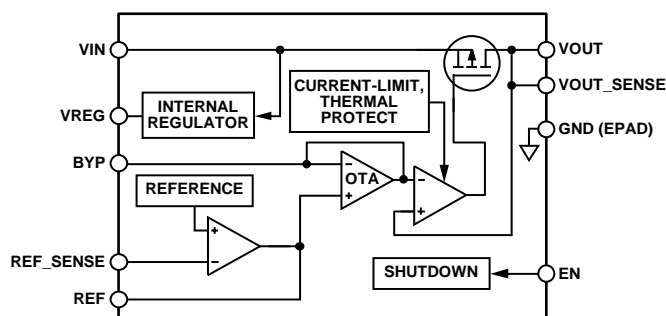 VIN
VOUT
CURRENT-LIMIT,
THERMAL
PROTECT
VOUT_SENSE
INTERNAL
REGULATOR
VREG
GND (EPAD)
BYP
OTA
–
+
–
+
REFERENCE
+
–
REF_SENSE
SHUTDOWN
EN
REF